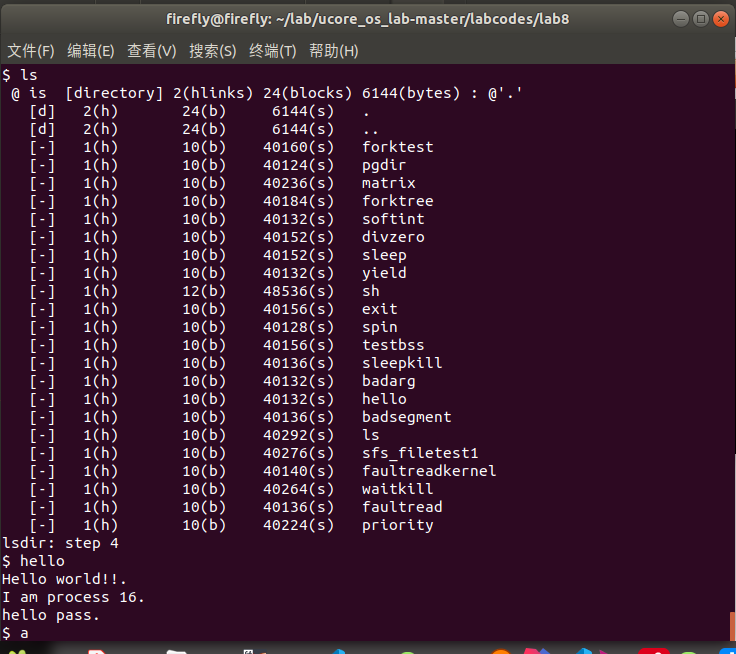 firefly@firefly: ~/lab/ucore_os_lab-master/labcodes/lab8
文件(F) 编辑(E) 查看(V) 搜索(S) 终端(T) 帮助(H)
$ ls
 @ is  [directory] 2(hlinks) 24(blocks) 6144(bytes) : @'.'
   [d]   2(h)       24(b)     6144(s)   .
   [d]   2(h)       24(b)     6144(s)   ..
   [-]   1(h)       10(b)    40160(s)   forktest
   [-]   1(h)       10(b)    40124(s)   pgdir
   [-]   1(h)       10(b)    40236(s)   matrix
   [-]   1(h)       10(b)    40184(s)   forktree
   [-]   1(h)       10(b)    40132(s)   softint
   [-]   1(h)       10(b)    40152(s)   divzero
   [-]   1(h)       10(b)    40152(s)   sleep
   [-]   1(h)       10(b)    40132(s)   yield
   [-]   1(h)       12(b)    48536(s)   sh
   [-]   1(h)       10(b)    40156(s)   exit
   [-]   1(h)       10(b)    40128(s)   spin
   [-]   1(h)       10(b)    40156(s)   testbss
   [-]   1(h)       10(b)    40136(s)   sleepkill
   [-]   1(h)       10(b)    40132(s)   badarg
   [-]   1(h)       10(b)    40132(s)   hello
   [-]   1(h)       10(b)    40136(s)   badsegment
   [-]   1(h)       10(b)    40292(s)   ls
   [-]   1(h)       10(b)    40276(s)   sfs_filetest1
   [-]   1(h)       10(b)    40140(s)   faultreadkernel
   [-]   1(h)       10(b)    40264(s)   waitkill
   [-]   1(h)       10(b)    40136(s)   faultread
   [-]   1(h)       10(b)    40224(s)   priority
lsdir: step 4
$ hello
Hello world!!.
I am process 16.
hello pass.
$ a